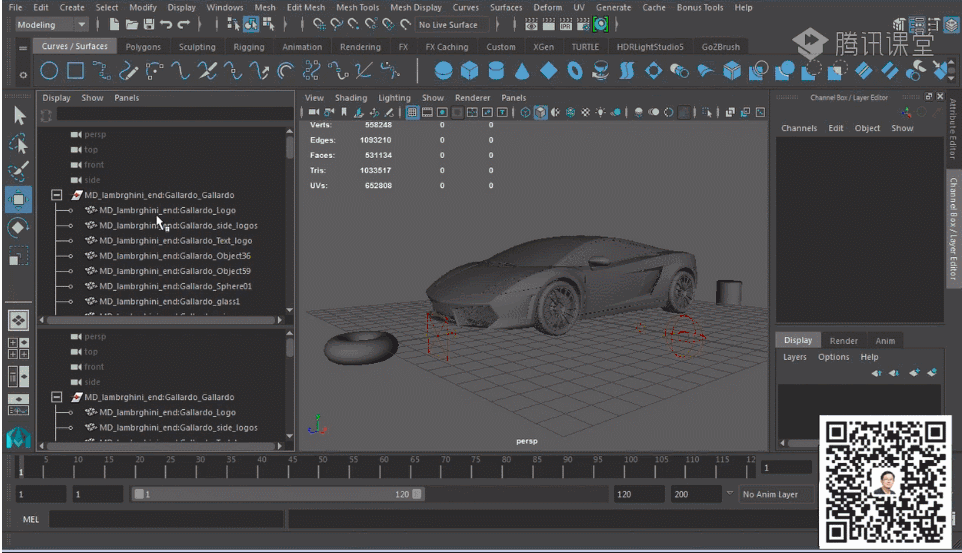 File Edit Create Select Modify Display Windows Mesh Edit Mesh Mesh Tools Mesh Display Curves Surfaces Deform UV Generate Cache Bonus Tools Help
Modeling No Live Surface
腾讯课堂
Curves / Surfaces Polygons Sculpting Rigging Animation Rendering FX FX Caching Custom XGen TURTLE HDRLightStudio5 Go2Brush
Display Show Panels
persp
top
front
side
MD_lambrghini_end:Gallardo_Gallardo
MD_lambrghini_end:Gallardo_Logo
MD_lambrghini_end:Gallardo_side_logos
MD_lambrghini_end:Gallardo_Text_logo
MD_lambrghini_end:Gallardo_Object36
MD_lambrghini_end:Gallardo_Object59
MD_lambrghini_end:Gallardo_Sphere01
MD_lambrghini_end:Gallardo_glass1
persp
top
front
side
MD_lambrghini_end:Gallardo_Gallardo
MD_lambrghini_end:Gallardo_Logo
MD_lambrghini_end:Gallardo_side_logos
View Shading Lighting Show Renderer Panels
Verts: 558248 0 0
Edges: 1093210 0 0
Faces: 531134 0 0
Tris: 1033517 0 0
UVs: 652808 0 0
persp
Channel Box / Layer Editor
Channels Edit Object Show
Attribute Editor
Channel Box / Layer Editor
Display Render Anim
Layers Options Help
1 5 10 15 20 25 30 35 40 45 50 55 60 65 70 75 80 85 90 95 100 105 110 115 12 1
1 1 1 120 120 200 No Anim Layer
MEL